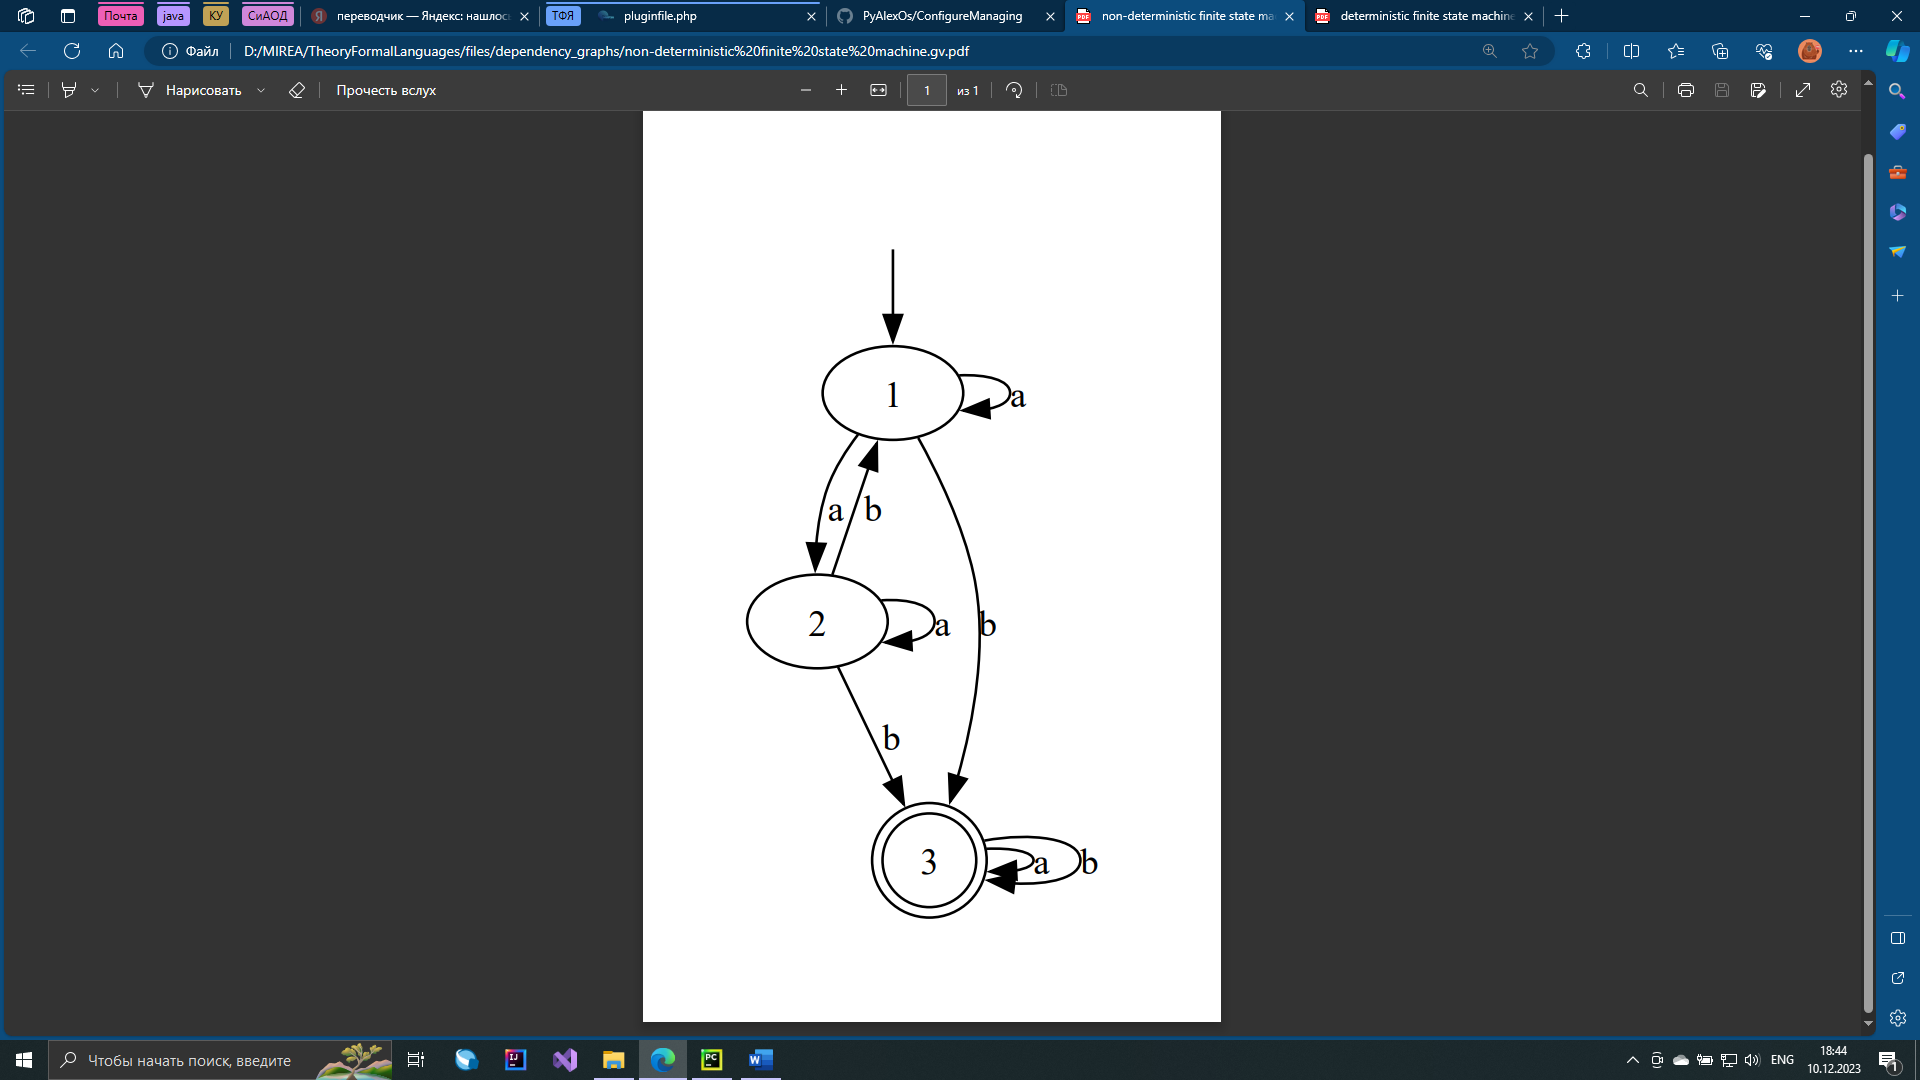 Почта java КУ СиАОД переводчик — Яндекс: нашлось ТФЯ pluginfile.php PyAlexOs/ConfigureManaging non-deterministic finite state ma deterministic finite state machine
Файл D:/MIREA/TheoryFormalLanguages/files/dependency_graphs/non-deterministic%20finite%20state%20machine.gv.pdf
Нарисовать Прочесть вслух 1 из 1
1
a
a b
2
a b
b
3
a b
Чтобы начать поиск, введите
ENG
18:44
10.12.2023
1